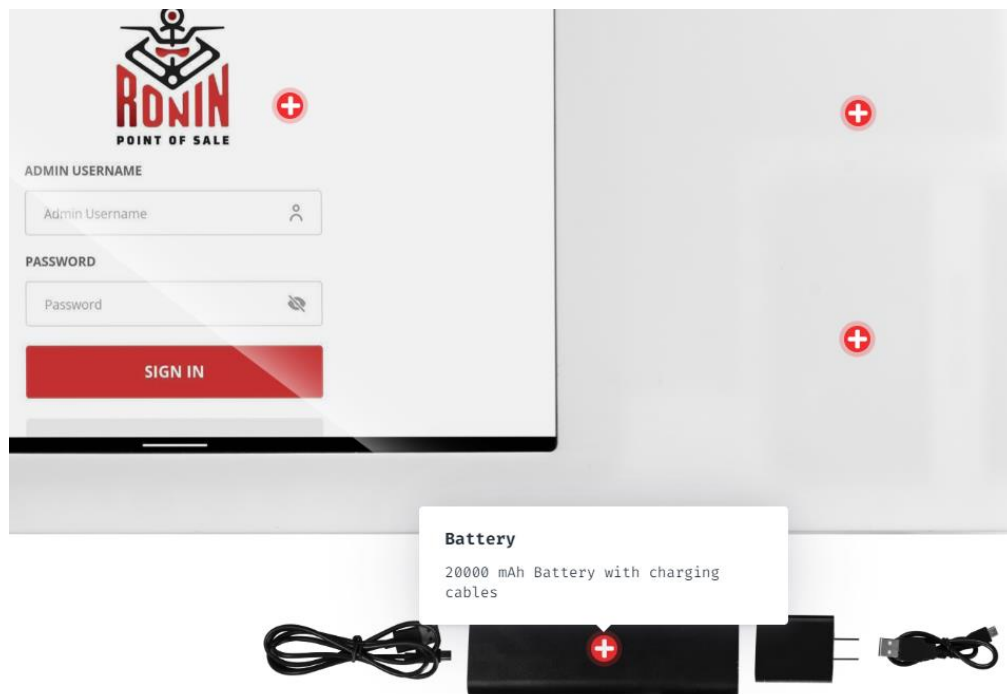 RONIN
POINT OF SALE
ADMIN USERNAME
Admin Username
PASSWORD
Password
SIGN IN
Battery
20000 mAh Battery with charging
cables